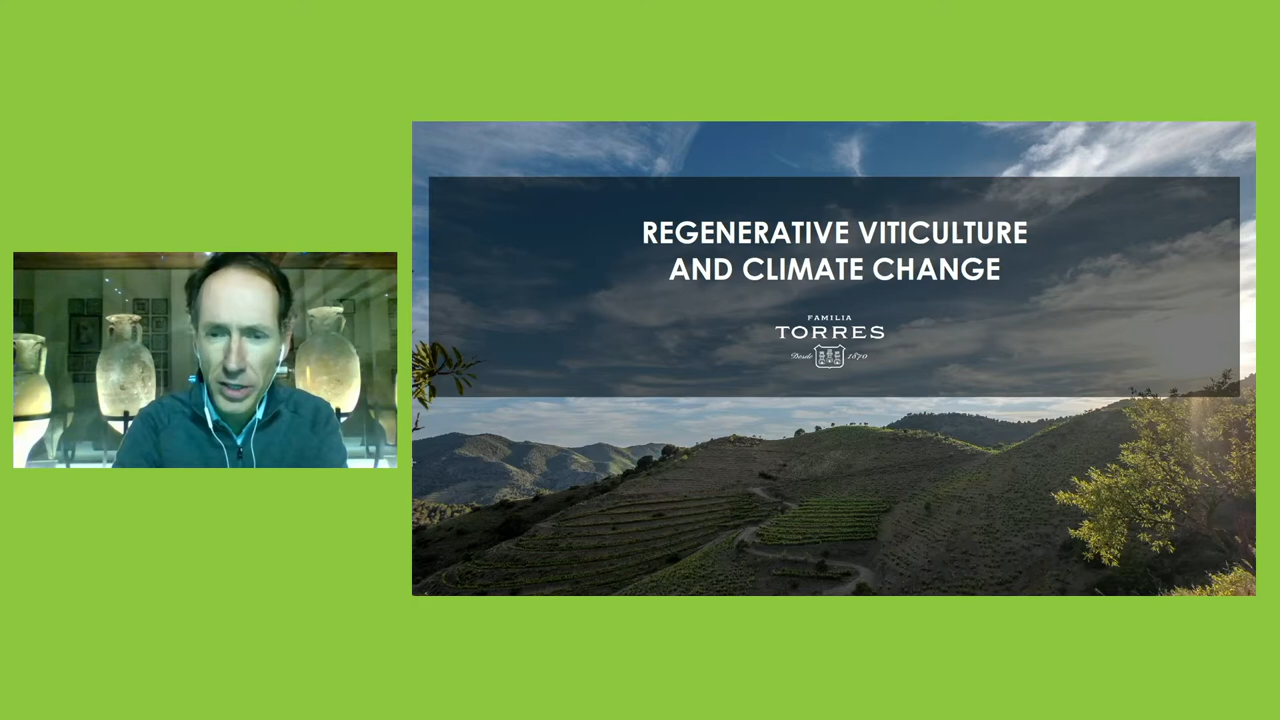 REGENERATIVE VITICULTURE
AND CLIMATE CHANGE
FAMILIA
TORRES
Desde 1870